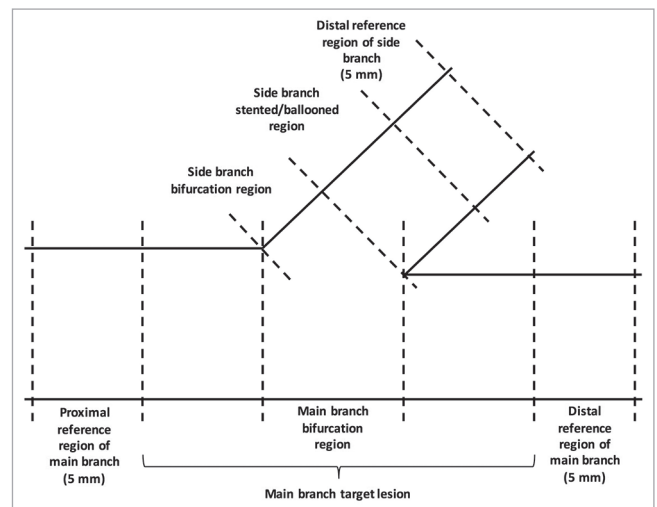 Distal reference
region of side
branch
(5 mm)
Side branch
stented/ballooned
region
Side branch
bifurcation region
Proximal
reference
region of
main branch
(5 mm)
Main branch
bifurcation
region
Distal
reference
region of
main branch
(5 mm)
Main branch target lesion